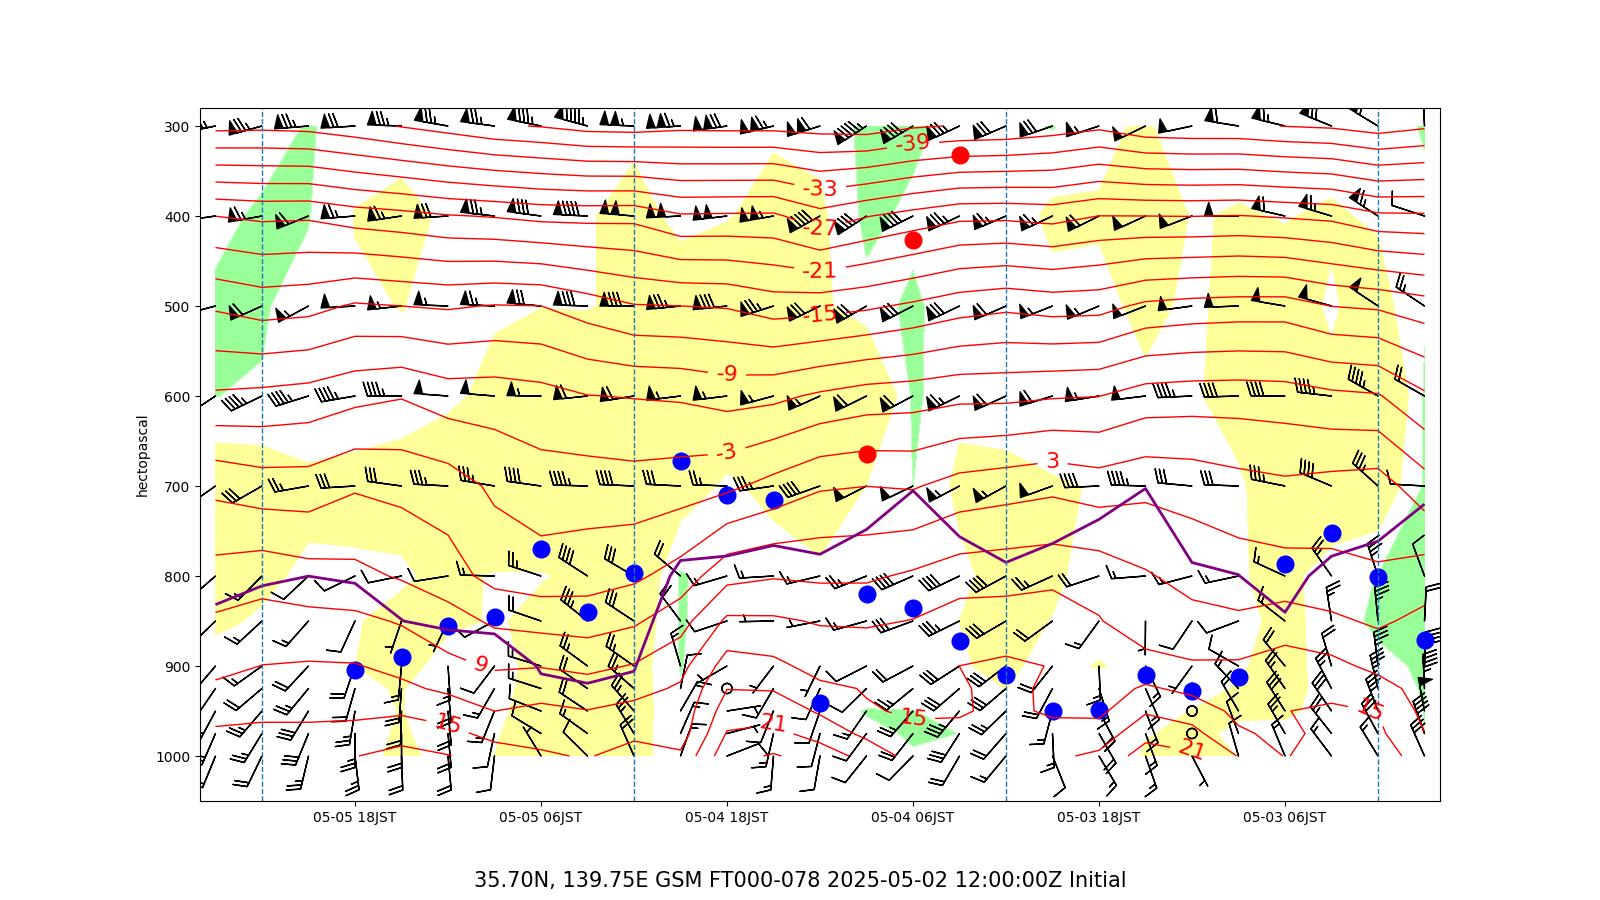 300
400
500
600
700
800
900
1000
hectopascal
-39
-33
-27
-21
-15
-9
-3
3
9
15
21
15
21
15
05-05 18JST
05-05 06JST
05-04 18JST
05-04 06JST
05-03 18JST
05-03 06JST
35.70N, 139.75E GSM FT000-078 2025-05-02 12:00:00Z Initial